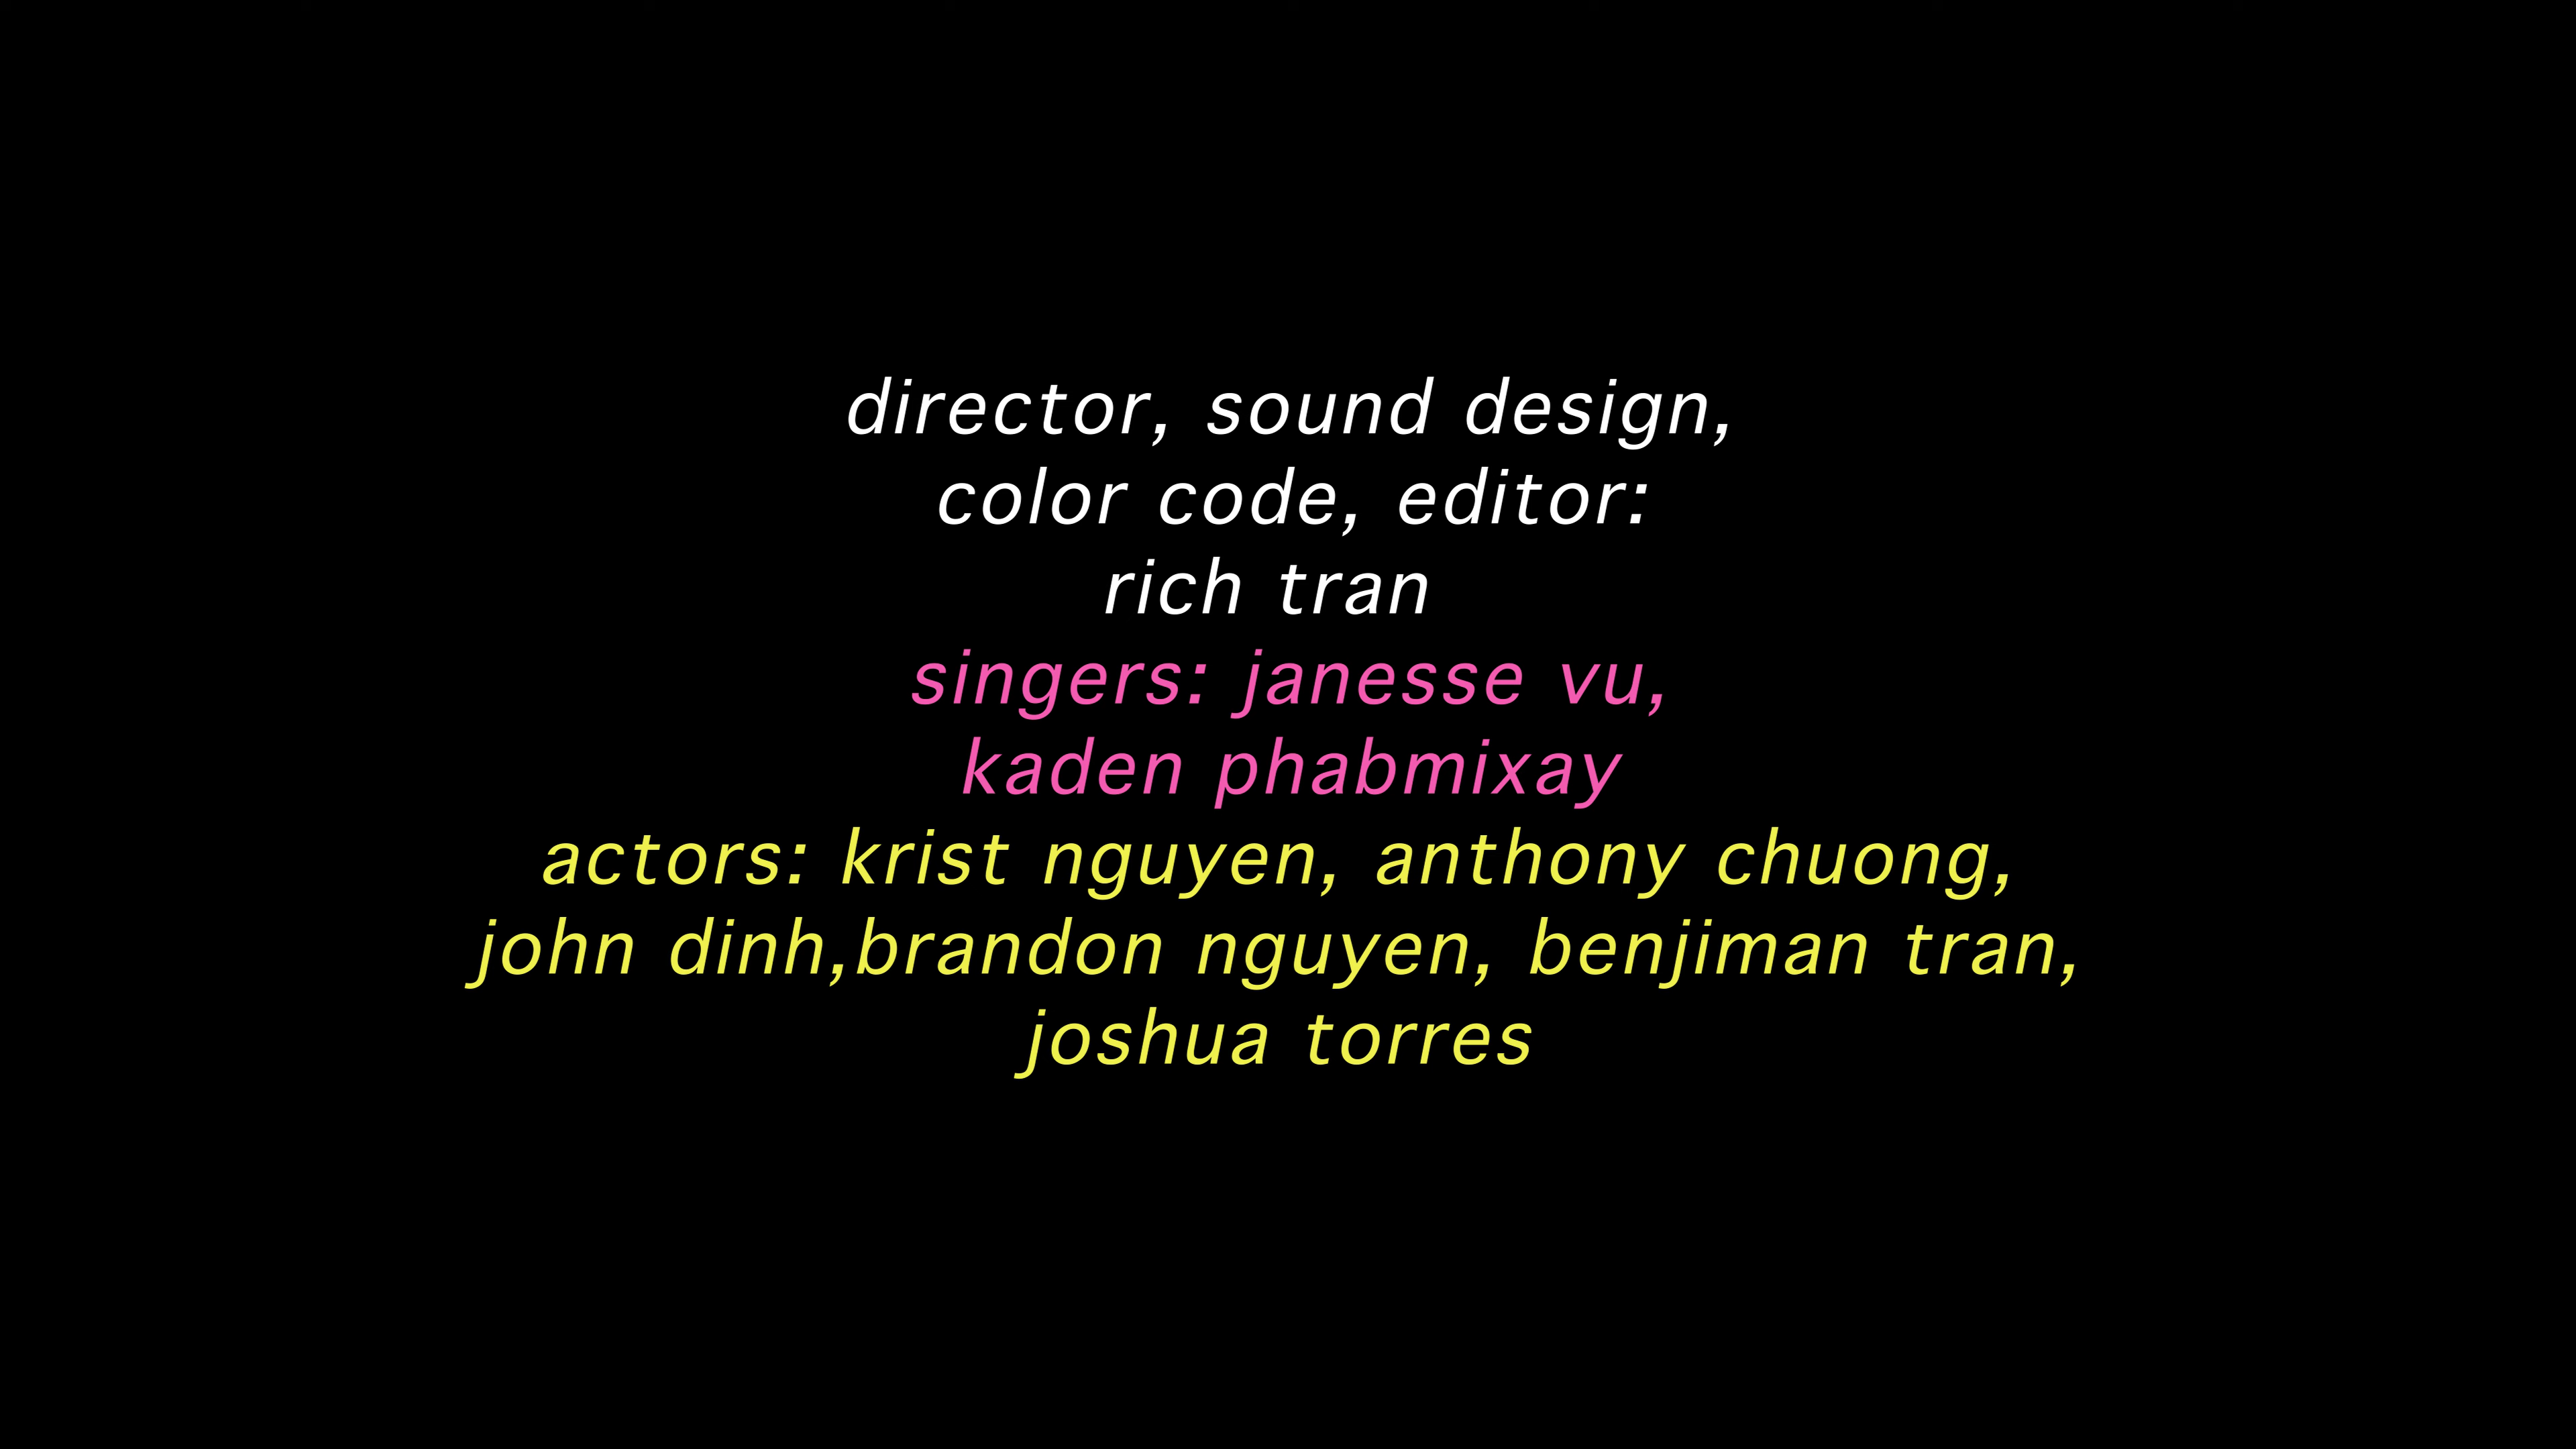 director, sound design,
color code, editor:
rich tran
singers: janesse vu,
kaden phabmixay
actors: krist nguyen, anthony chuong,
john dinh,brandon nguyen, benjiman tran,
joshua torres